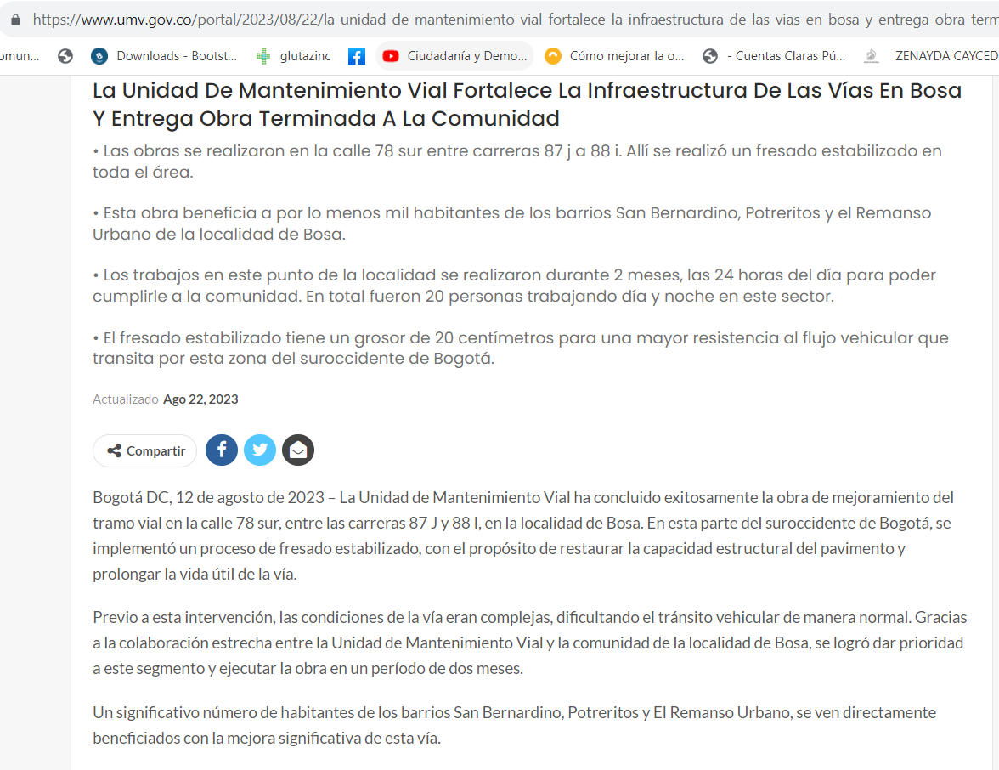 https://www.umv.gov.co/portal/2023/08/22/la-unidad-de-mantenimiento-vial-fortalece-la-infraestructura-de-las-vias-en-bosa-y-entrega-obra-term
omun... Downloads - Bootst... glutazinc Ciudadanía y Demo... Cómo mejorar la o... - Cuentas Claras Pú... ZENAYDA CAYCED
La Unidad De Mantenimiento Vial Fortalece La Infraestructura De Las Vías En Bosa
Y Entrega Obra Terminada A La Comunidad
• Las obras se realizaron en la calle 78 sur entre carreras 87 j a 88 i. Allí se realizó un fresado estabilizado en
toda el área.
• Esta obra beneficia a por lo menos mil habitantes de los barrios San Bernardino, Potreritos y el Remanso
Urbano de la localidad de Bosa.
• Los trabajos en este punto de la localidad se realizaron durante 2 meses, las 24 horas del día para poder
cumplirle a la comunidad. En total fueron 20 personas trabajando día y noche en este sector.
• El fresado estabilizado tiene un grosor de 20 centímetros para una mayor resistencia al flujo vehicular que
transita por esta zona del suroccidente de Bogotá.
Actualizado Ago 22, 2023
Compartir
Bogotá DC, 12 de agosto de 2023 – La Unidad de Mantenimiento Vial ha concluido exitosamente la obra de mejoramiento del
tramo vial en la calle 78 sur, entre las carreras 87 J y 88 I, en la localidad de Bosa. En esta parte del suroccidente de Bogotá, se
implementó un proceso de fresado estabilizado, con el propósito de restaurar la capacidad estructural del pavimento y
prolongar la vida útil de la vía.
Previo a esta intervención, las condiciones de la vía eran complejas, dificultando el tránsito vehicular de manera normal. Gracias
a la colaboración estrecha entre la Unidad de Mantenimiento Vial y la comunidad de la localidad de Bosa, se logró dar prioridad
a este segmento y ejecutar la obra en un período de dos meses.
Un significativo número de habitantes de los barrios San Bernardino, Potreritos y El Remanso Urbano, se ven directamente
beneficiados con la mejora significativa de esta vía.